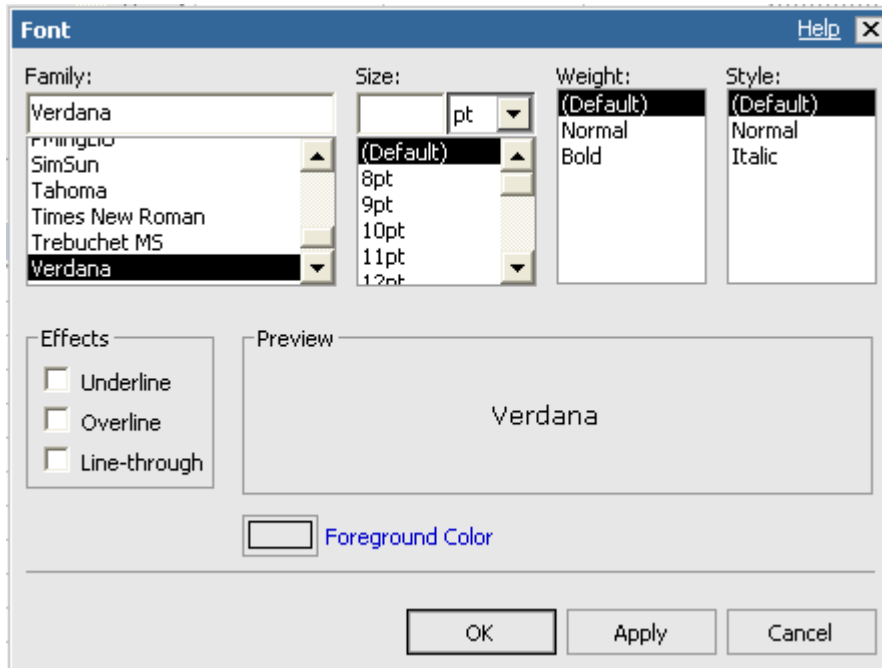 Font Help
Family:
Verdana
SimSun
Tahoma
Times New Roman
Trebuchet MS
Verdana
Size:
pt
(Default)
8pt
9pt
10pt
11pt
12pt
Weight:
(Default)
Normal
Bold
Style:
(Default)
Normal
Italic
Effects
Underline
Overline
Line-through
Preview
Verdana
Foreground Color
OK Apply Cancel